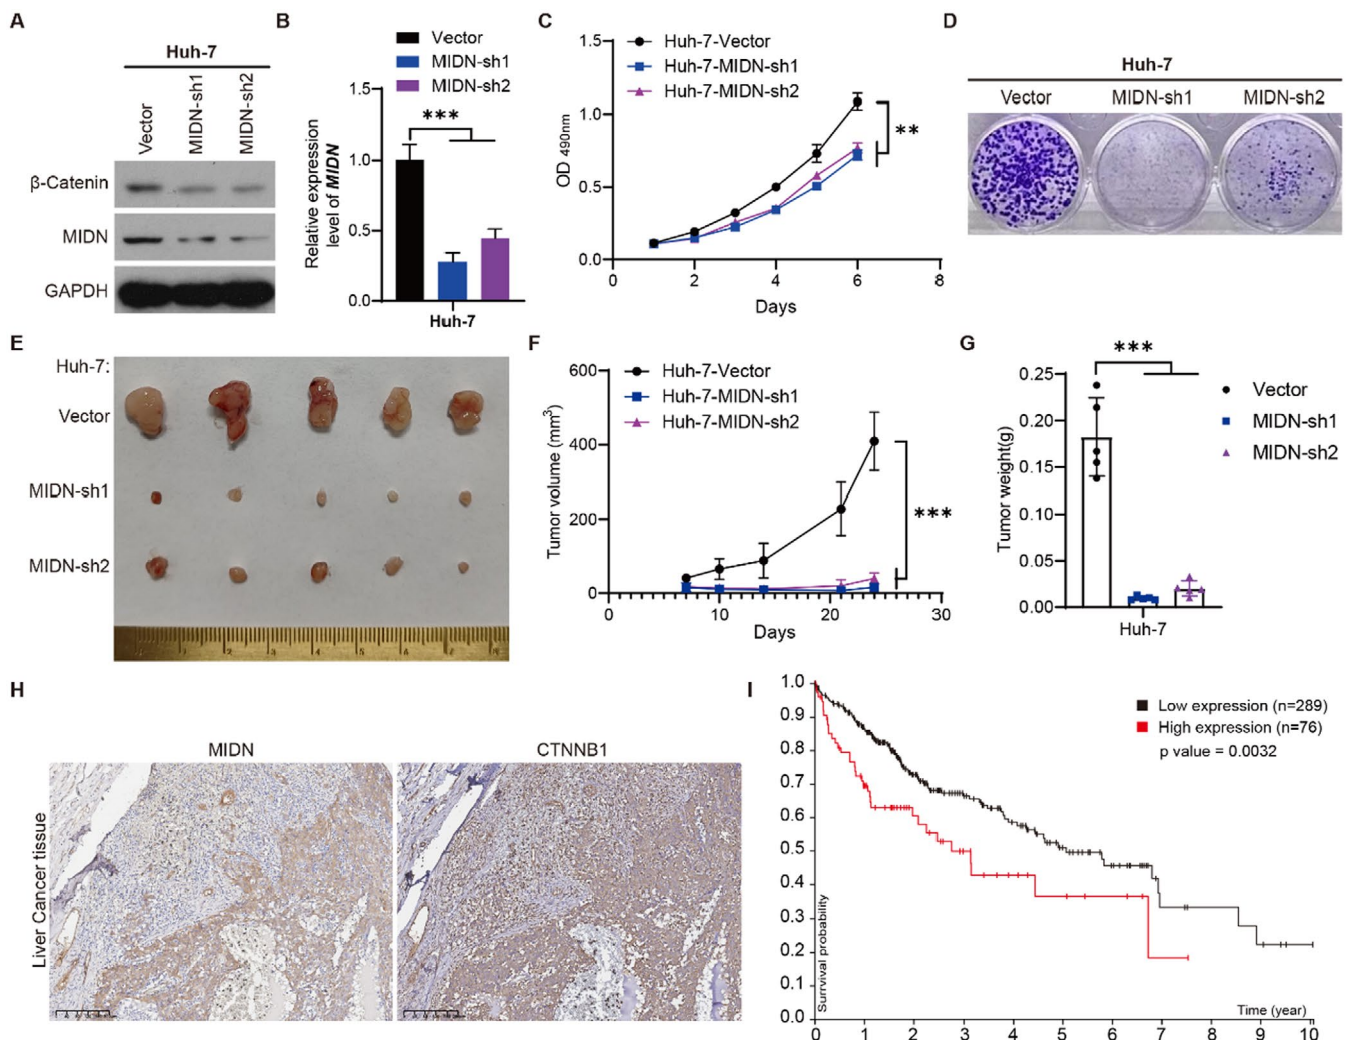 A
Huh-7
Vector
MIDN-sh1
MIDN-sh2
β-Catenin
MIDN
GAPDH
B
Vector
MIDN-sh1
MIDN-sh2
Relative expression
level of MIDN
1.5
1.0
0.5
0.0
***
Huh-7
C
Huh-7-Vector
Huh-7-MIDN-sh1
Huh-7-MIDN-sh2
OD 490nm
1.5
1.0
0.5
0.0
**
0 2 4 6 8
Days
D
Huh-7
Vector MIDN-sh1 MIDN-sh2
E
Huh-7:
Vector
MIDN-sh1
MIDN-sh2
1 2 3 4 5 6 7
F
Huh-7-Vector
Huh-7-MIDN-sh1
Huh-7-MIDN-sh2
Tumor volume (mm3)
600
400
200
0
***
0 10 20 30
Days
G
Vector
MIDN-sh1
MIDN-sh2
Tumor weight(g)
0.25
0.20
0.15
0.10
0.05
0.00
***
Huh-7
H
MIDN CTNNB1
Liver Cancer tissue
I
Low expression (n=289)
High expression (n=76)
p value = 0.0032
Surrvival probability
1.0
0.9
0.8
0.7
0.6
0.5
0.4
0.3
0.2
0.1
0.0
Time (year)
0 1 2 3 4 5 6 7 8 9 10